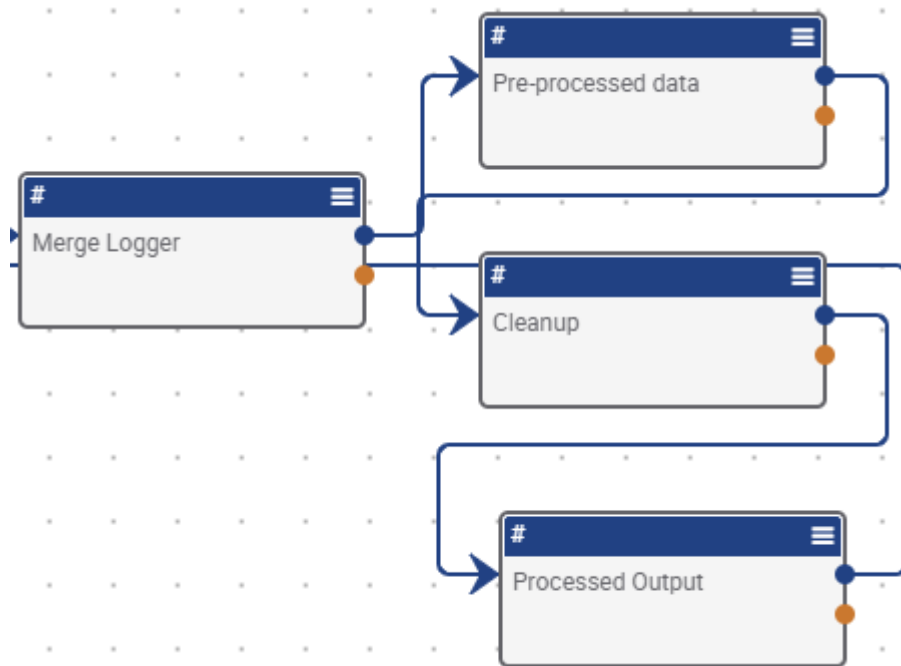 #
Pre-processed data
#
Merge Logger
#
Cleanup
#
Processed Output